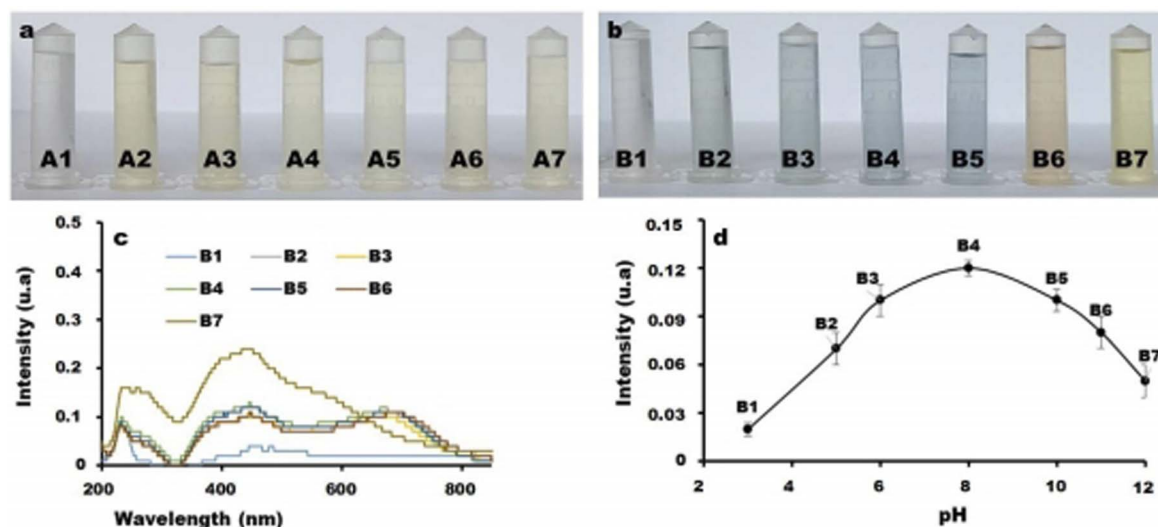 a
A1 A2 A3 A4 A5 A6 A7
b
B1 B2 B3 B4 B5 B6 B7
c
Intensity (u.a)
0.5
0.4
0.3
0.2
0.1
0
B1 B2 B3
B4 B5 B6
B7
200 400 600 800
Wavelength (nm)
d
Intensity (u.a)
0.15
0.12
0.09
0.06
0.03
0
B1
B2
B3
B4
B5
B6
B7
2 4 6 8 10 12
pH